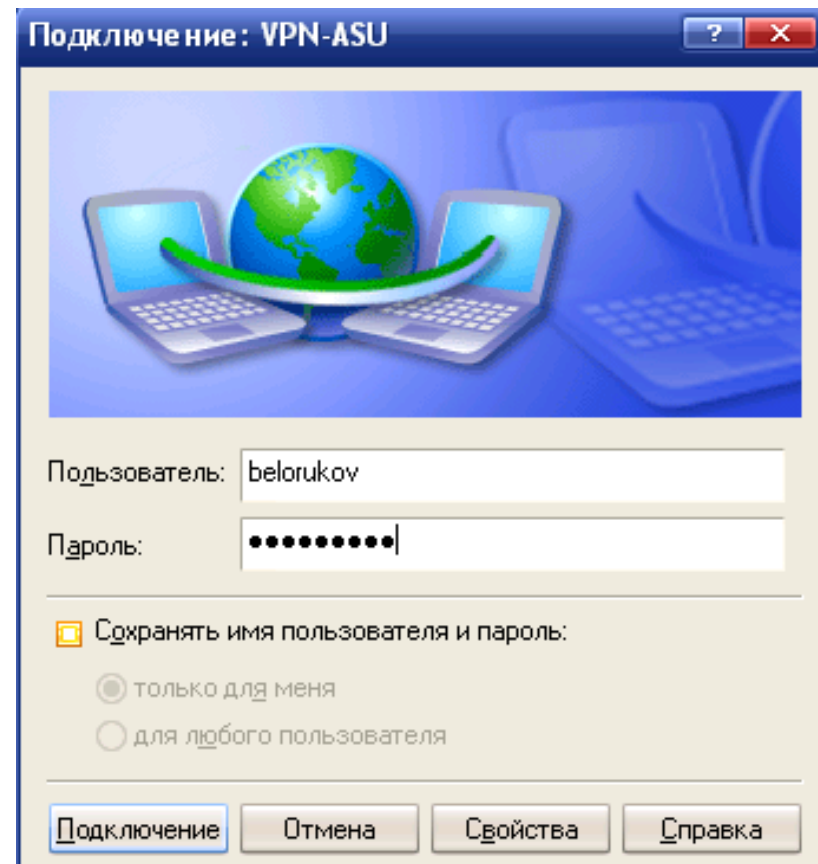 Подключение: VPN-ASU
Пользователь: belorukov
Пароль: •••••••••
Сохранять имя пользователя и пароль:
только для меня
для любого пользователя
Подключение Отмена Свойства Справка